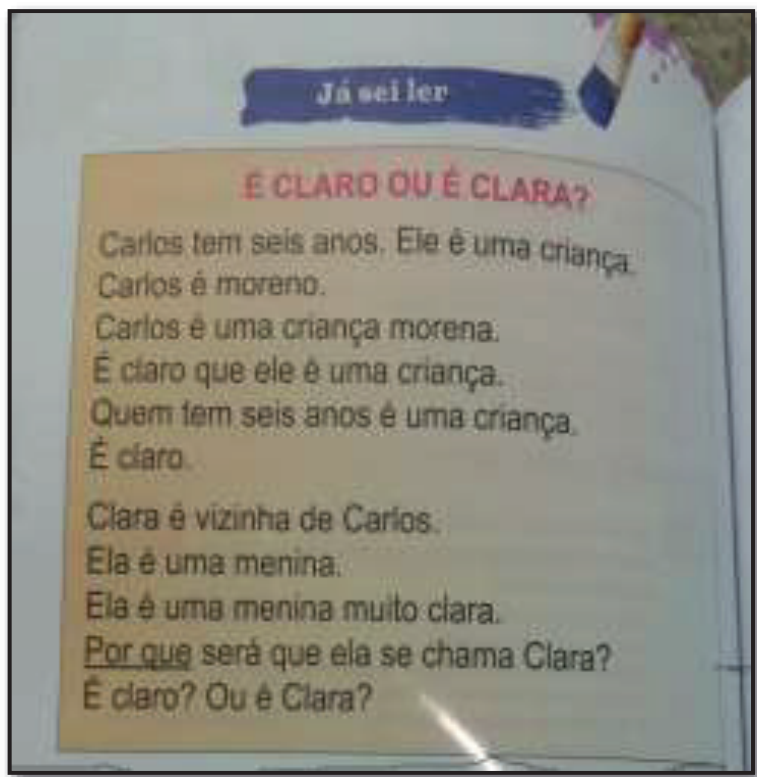 Já sei ler
É CLARO OU É CLARA?
Carlos tem seis anos. Ele é uma criança.
Carlos é moreno.
Carlos é uma criança morena.
É claro que ele é uma criança.
Quem tem seis anos é uma criança.
É claro.
Clara é vizinha de Carlos.
Ela é uma menina.
Ela é uma menina muito clara.
Por que será que ela se chama Clara?
É claro? Ou é Clara?